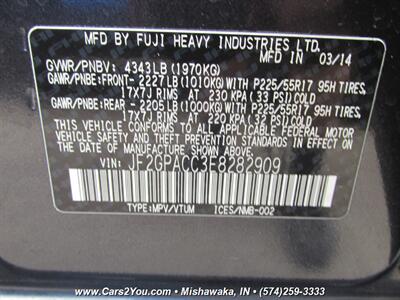 MFD. BY FUJI HEAVY INDUSTRIES LTD.
GVWR/PNBV: 4343LB (1970KG) MFD. IN 03/14
GAWR/PNBE:FRONT- 2227LB (1010KG)WITH P225/55R17 95H TIRES,
17X7J RIMS AT 230 KPA (33 PSI)COLD
GAWR/PNBE:REAR - 2205LB (1000KG)WITH P225/55R17 95H TIRES,
17X7J RIMS AT 220 KPA (32 PSI)COLD
THIS VEHICLE CONFORMS TO ALL APPLICABLE FEDERAL MOTOR
VEHICLE SAFETY AND BUMPER STANDARDS IN EFFECT ON
THE DATE OF MANUFACTURE SHOWN ABOVE.
VIN: JF2GPACC3E8282909
TYPE:MPV/VTUM ICES/NMB-002
www.Cars2You.com - Mishawaka, IN - (574)259-3333